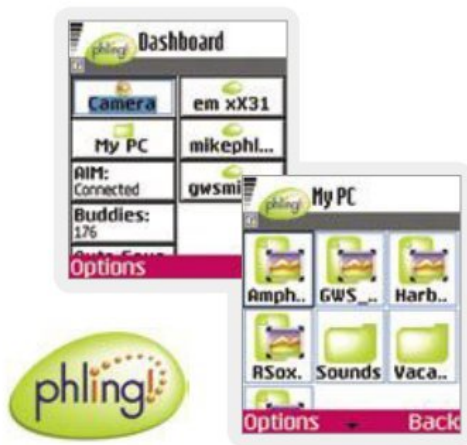 phling! Dashboard
Camera
em xX31
My PC
mikephl...
AIM:
Connected
gwsmi
Buddies:
176
Options
phling! My PC
Amph..
GWS_..
Harb..
RSox.
Sounds
Vaca..
Options
Back
phling!